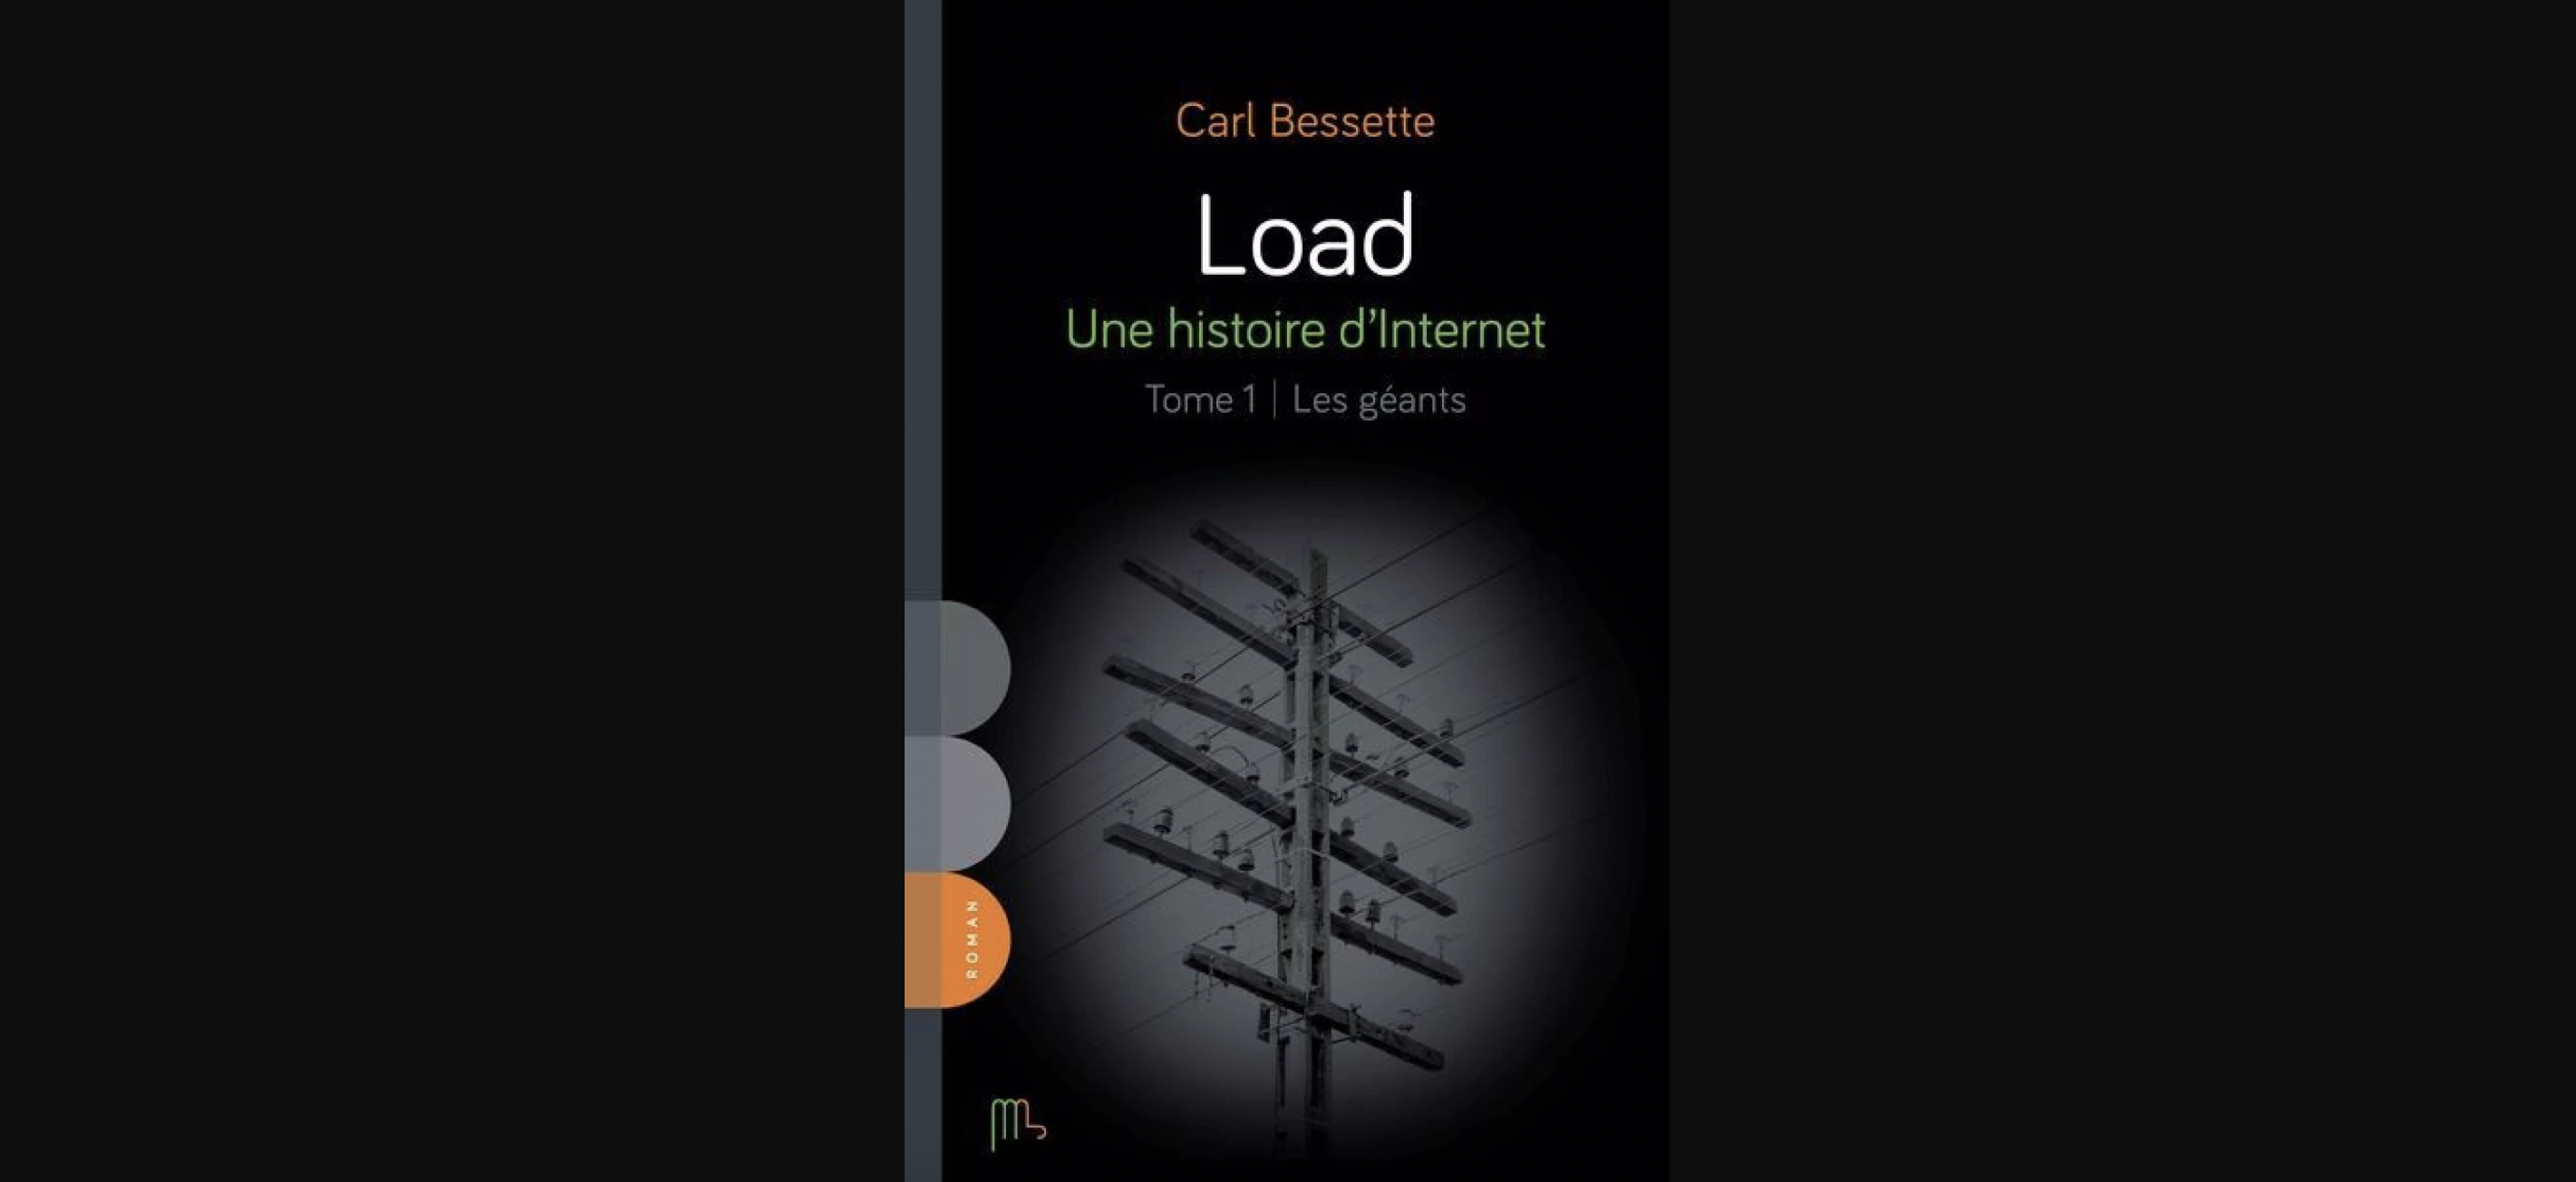 Carl Bessette
Load
Une histoire d'Internet
Tome 1 | Les géants
ROMAN